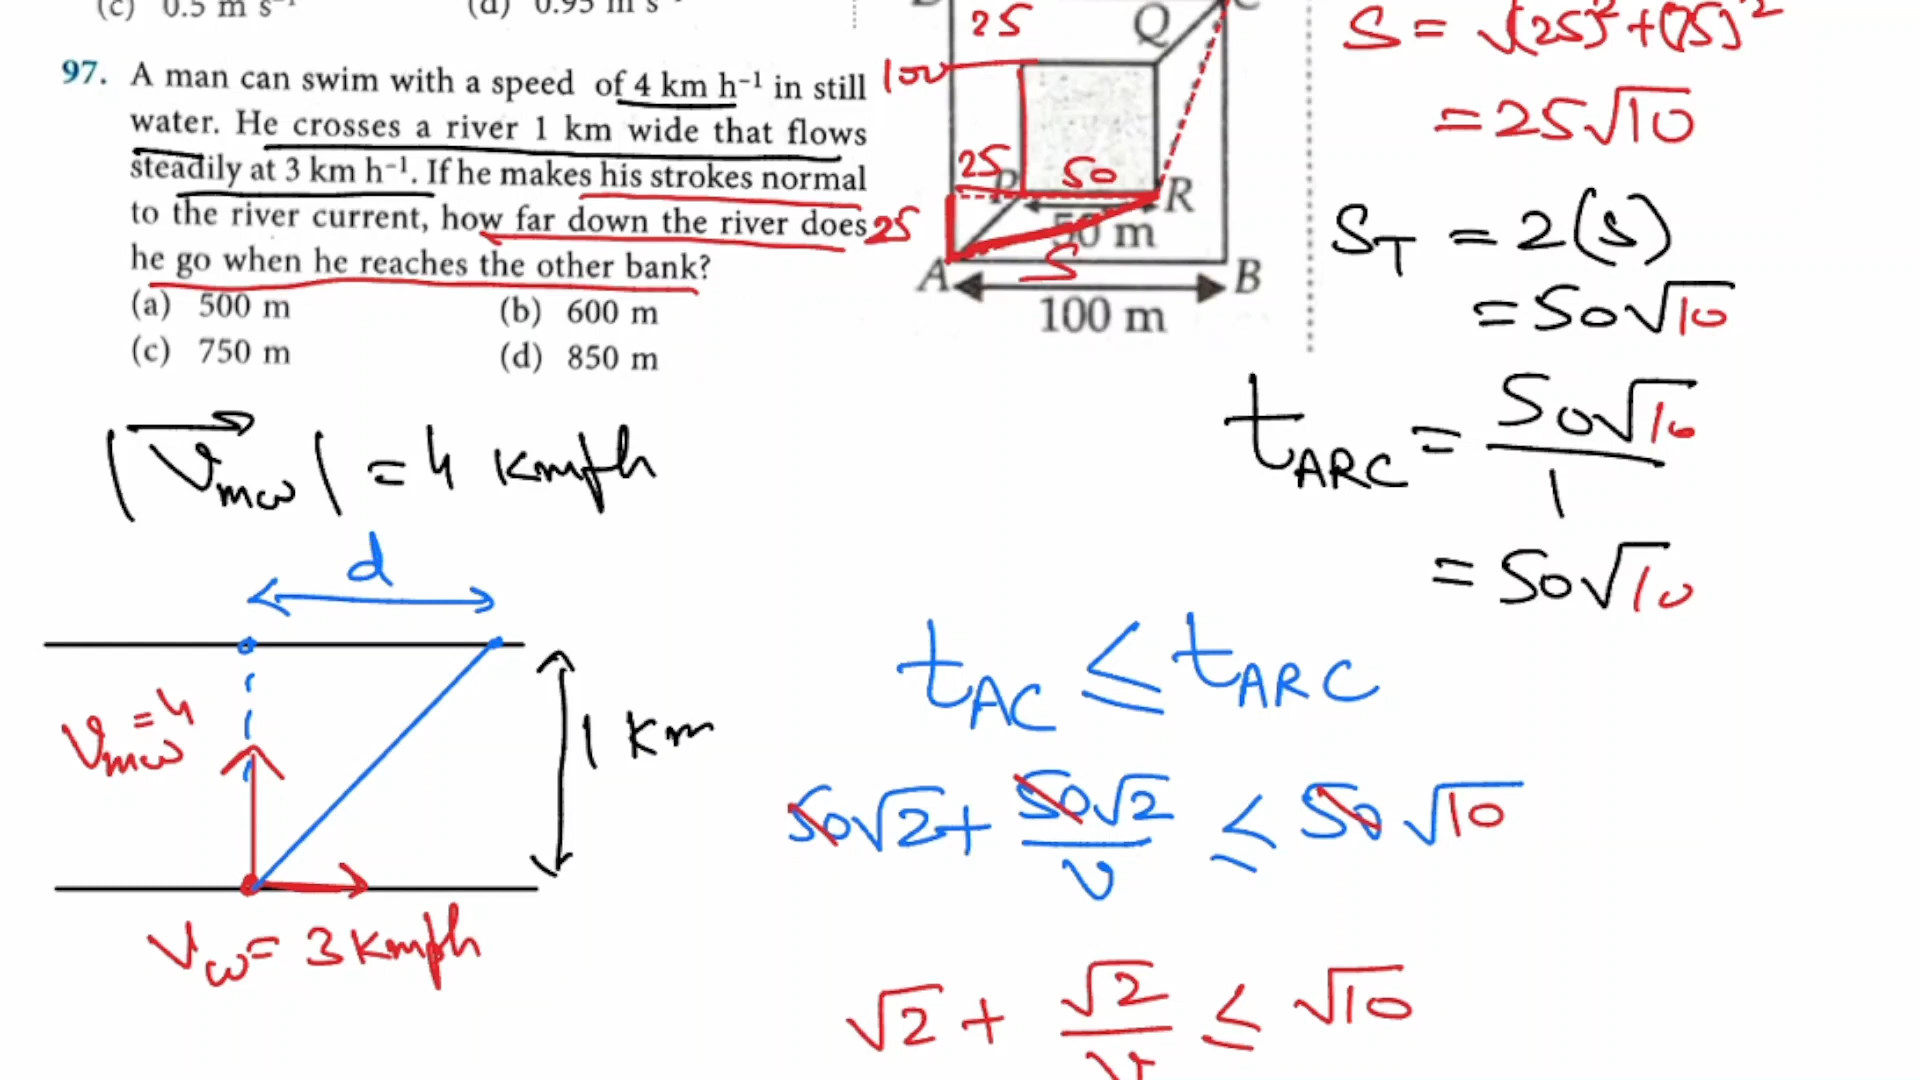 (c) 0.5 m s⁻¹ (d) 0.95 m s⁻¹
97. A man can swim with a speed of 4 km h⁻¹ in still
water. He crosses a river 1 km wide that flows
steadily at 3 km h⁻¹. If he makes his strokes normal
to the river current, how far down the river does
he go when he reaches the other bank?
(a) 500 m (b) 600 m
(c) 750 m (d) 850 m
25
Q
100
25
P
50
R
25
50 m
S
A
B
100 m
S = √(25)² + (75)²
= 25√10
S_T = 2(S)
= 50√10
t_ARC = 50√10 / 1
= 50√10
|v⃗_mw| = 4 kmph
d
v_mw = 4
1 km
v_w = 3 kmph
t_AC ≤ t_ARC
50√2 + 50√2 / v ≤ 50√10
√2 + √2 / v ≤ √10